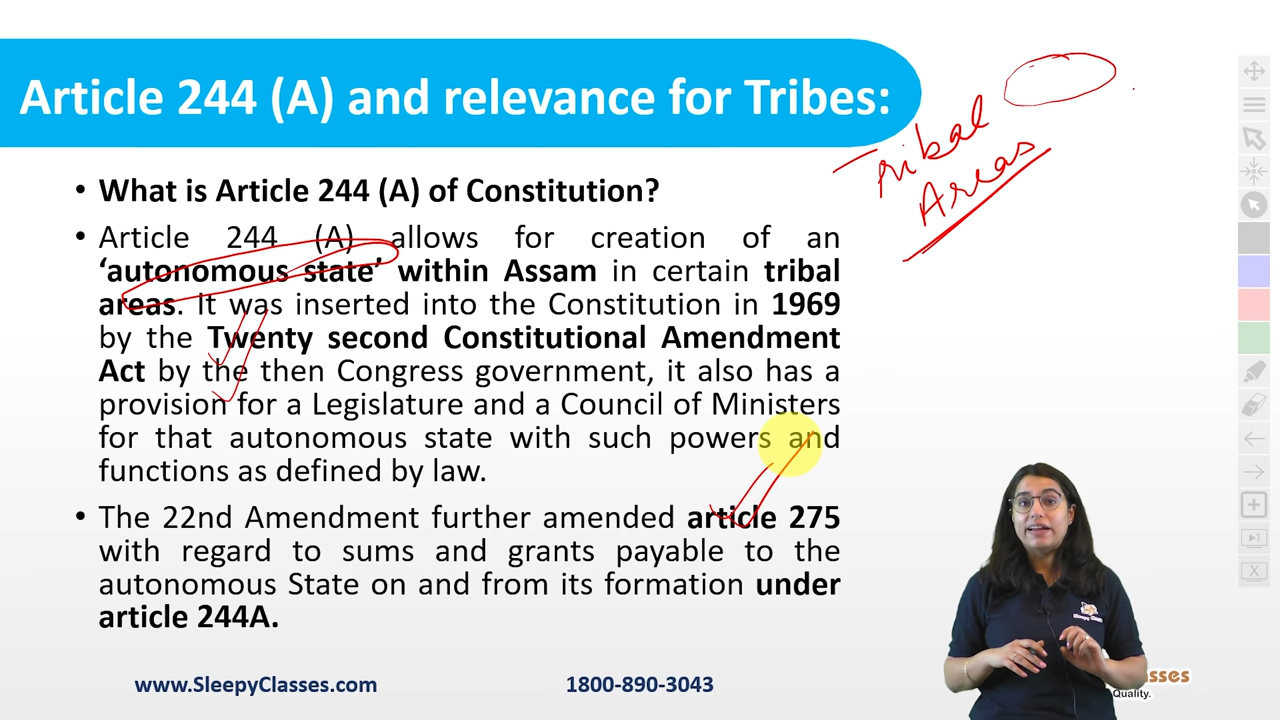 Article 244 (A) and relevance for Tribes:
Tribal
Areas
• What is Article 244 (A) of Constitution?
• Article 244 (A) allows for creation of an
‘autonomous state’ within Assam in certain tribal
areas. It was inserted into the Constitution in 1969
by the Twenty second Constitutional Amendment
Act by the then Congress government, it also has a
provision for a Legislature and a Council of Ministers
for that autonomous state with such powers and
functions as defined by law.
• The 22nd Amendment further amended article 275
with regard to sums and grants payable to the
autonomous State on and from its formation under
article 244A.
www.SleepyClasses.com
1800-890-3043
Sleepy Classes
asses
Quality.